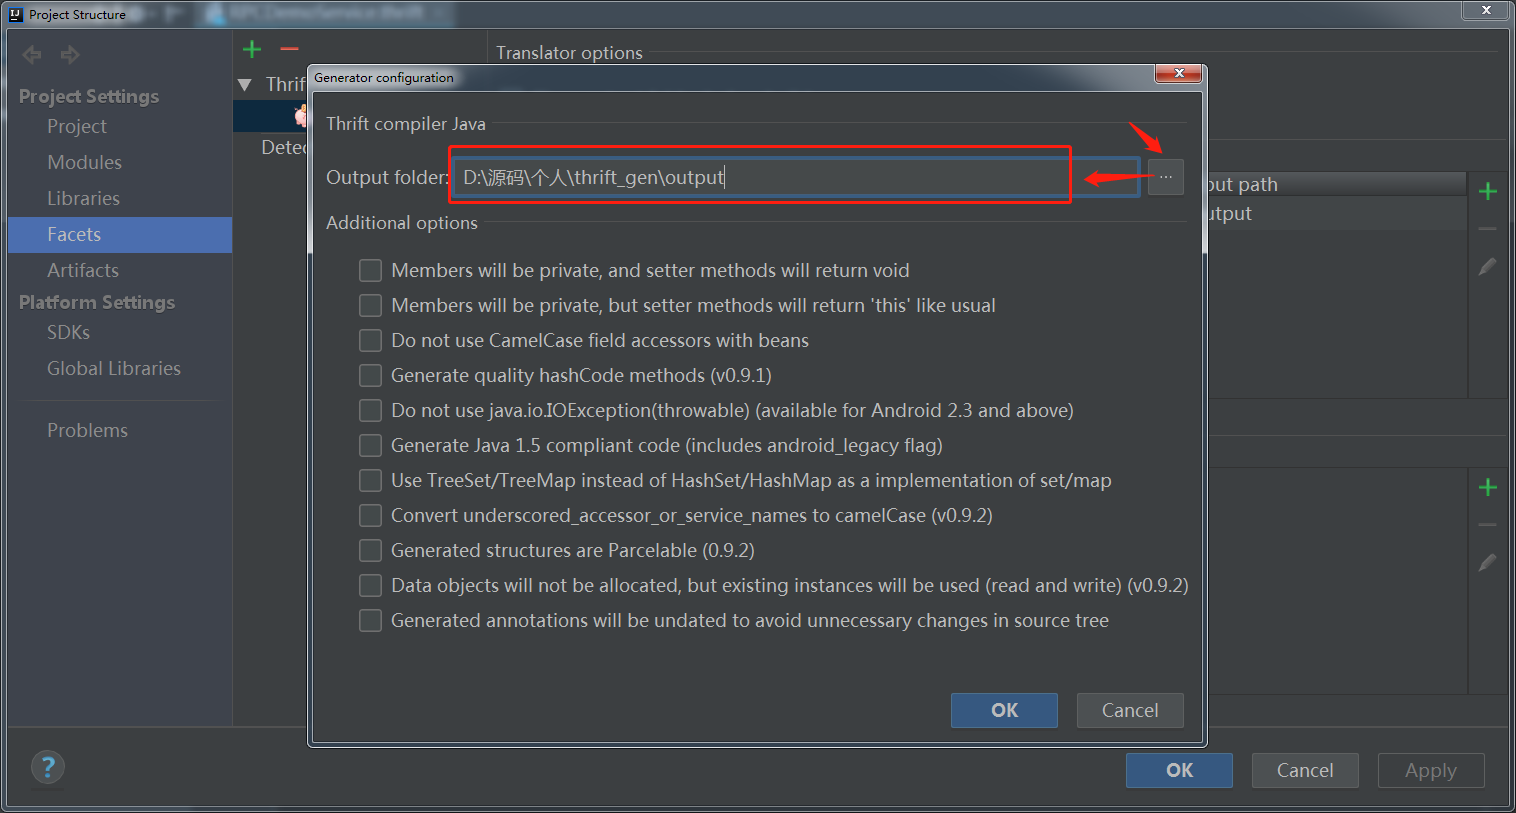 Project Structure
Translator options
Project Settings
Project
Modules
Libraries
Facets
Artifacts
Platform Settings
SDKs
Global Libraries
Problems
Thrif
Detec
Generator configuration
Thrift compiler Java
Output folder: D:\源码\个人\thrift_gen\output
...
Additional options
Members will be private, and setter methods will return void
Members will be private, but setter methods will return 'this' like usual
Do not use CamelCase field accessors with beans
Generate quality hashCode methods (v0.9.1)
Do not use java.io.IOException(throwable) (available for Android 2.3 and above)
Generate Java 1.5 compliant code (includes android_legacy flag)
Use TreeSet/TreeMap instead of HashSet/HashMap as a implementation of set/map
Convert underscored_accessor_or_service_names to camelCase (v0.9.2)
Generated structures are Parcelable (0.9.2)
Data objects will not be allocated, but existing instances will be used (read and write) (v0.9.2)
Generated annotations will be undated to avoid unnecessary changes in source tree
OK Cancel
put path
utput
?
OK Cancel Apply